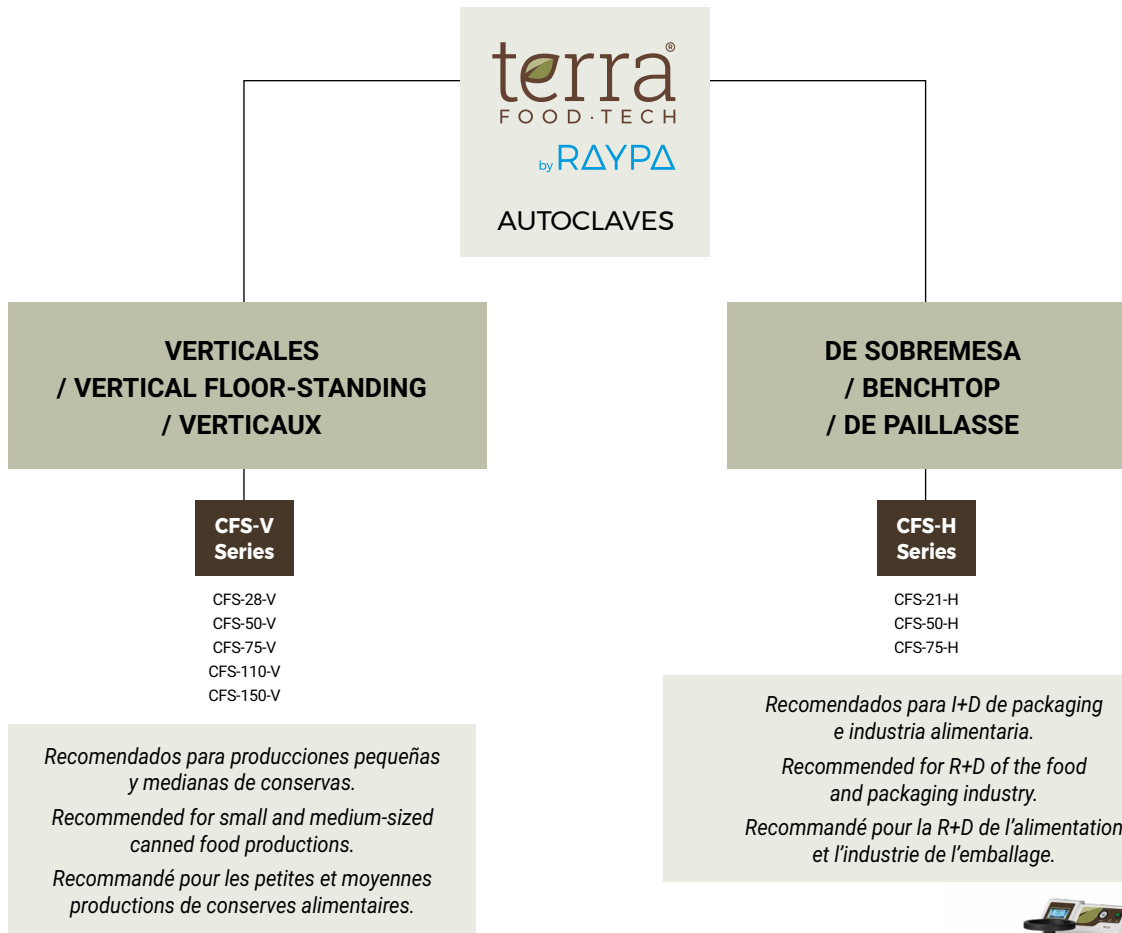 terra®
FOOD·TECH
by RAYPA
AUTOCLAVES
VERTICALES
/ VERTICAL FLOOR-STANDING
/ VERTICAUX
CFS-V
Series
CFS-28-V
CFS-50-V
CFS-75-V
CFS-110-V
CFS-150-V
Recomendados para producciones pequeñas
y medianas de conservas.
Recommended for small and medium-sized
canned food productions.
Recommandé pour les petites et moyennes
productions de conserves alimentaires.
DE SOBREMESA
/ BENCHTOP
/ DE PAILLASSE
CFS-H
Series
CFS-21-H
CFS-50-H
CFS-75-H
Recomendados para I+D de packaging
e industria alimentaria.
Recommended for R+D of the food
and packaging industry.
Recommandé pour la R+D de l’alimentation
et l’industrie de l’emballage.